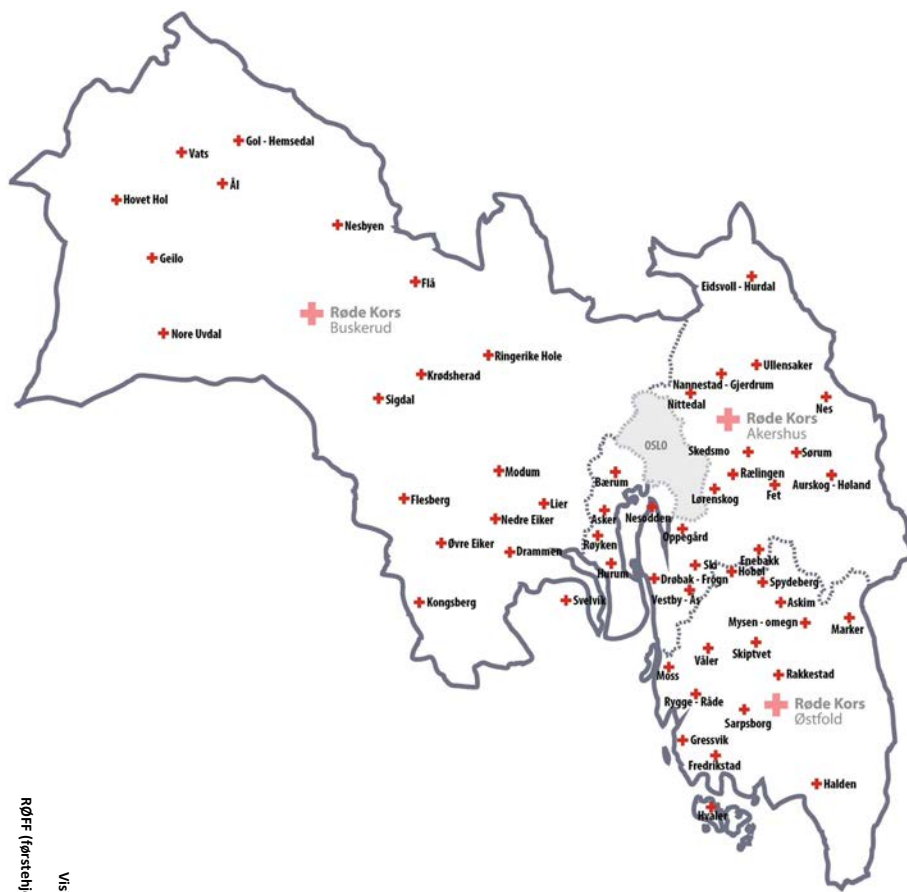 Gol - Hemsedal
Vats
Ål
Hovet Hol
Nesbyen
Geilo
Flå
Eidsvoll - Hurdal
Røde Kors
Buskerud
Nore Uvdal
Ringerike Hole
Ullensaker
Krødsherad
Nannestad - Gjerdrum
Sigdal
Nittedal
Nes
Røde Kors
Akershus
OSLO
Skedsmo
Sørum
Modum
Bærum
Rælingen
Aurskog - Høland
Fet
Lørenskog
Flesberg
Lier
Asker
Nesodden
Nedre Eiker
Oppegård
Røyken
Øvre Eiker
Drammen
Enebakk
Ski
Hobøl
Hurum
Drøbak - Frogn
Spydeberg
Vestby - Ås
Kongsberg
Svelvik
Askim
Mysen - omegn
Marker
Skiptvet
Våler
Moss
Rakkestad
Rygge - Råde
Røde Kors
Østfold
Sarpsborg
Gressvik
Fredrikstad
Halden
Hvaler
Vis
RØFF (førstehj